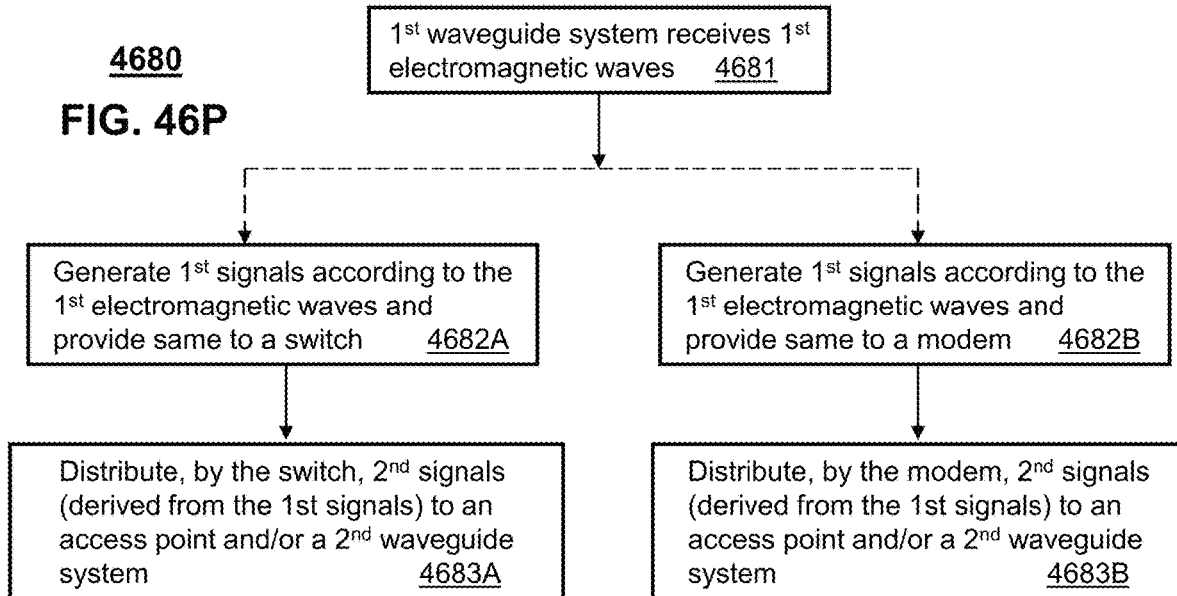 4680
FIG. 46P
1st waveguide system receives 1st
electromagnetic waves 4681
Generate 1st signals according to the
1st electromagnetic waves and
provide same to a switch 4682A
Generate 1st signals according to the
1st electromagnetic waves and
provide same to a modem 4682B
Distribute, by the switch, 2nd signals
(derived from the 1st signals) to an
access point and/or a 2nd waveguide
system 4683A
Distribute, by the modem, 2nd signals
(derived from the 1st signals) to an
access point and/or a 2nd waveguide
system 4683B